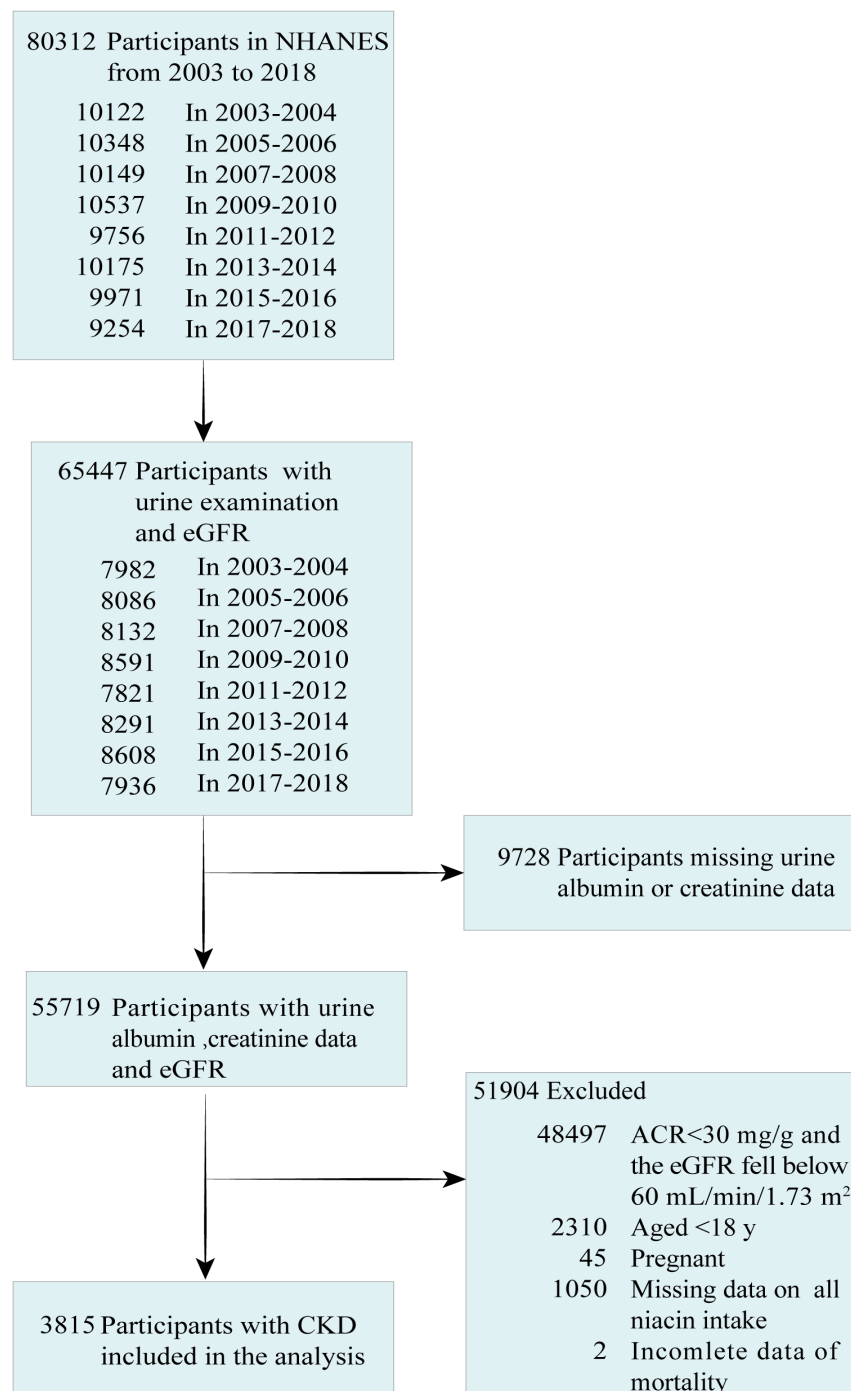 80312 Participants in NHANES
from 2003 to 2018
10122 In 2003-2004
10348 In 2005-2006
10149 In 2007-2008
10537 In 2009-2010
9756 In 2011-2012
10175 In 2013-2014
9971 In 2015-2016
9254 In 2017-2018
65447 Participants with
urine examination
and eGFR
7982 In 2003-2004
8086 In 2005-2006
8132 In 2007-2008
8591 In 2009-2010
7821 In 2011-2012
8291 In 2013-2014
8608 In 2015-2016
7936 In 2017-2018
9728 Participants missing urine
albumin or creatinine data
55719 Participants with urine
albumin ,creatinine data
and eGFR
51904 Excluded
48497 ACR<30 mg/g and
the eGFR fell below
60 mL/min/1.73 m²
2310 Aged <18 y
45 Pregnant
1050 Missing data on all
niacin intake
2 Incomlete data of
mortality
3815 Participants with CKD
included in the analysis